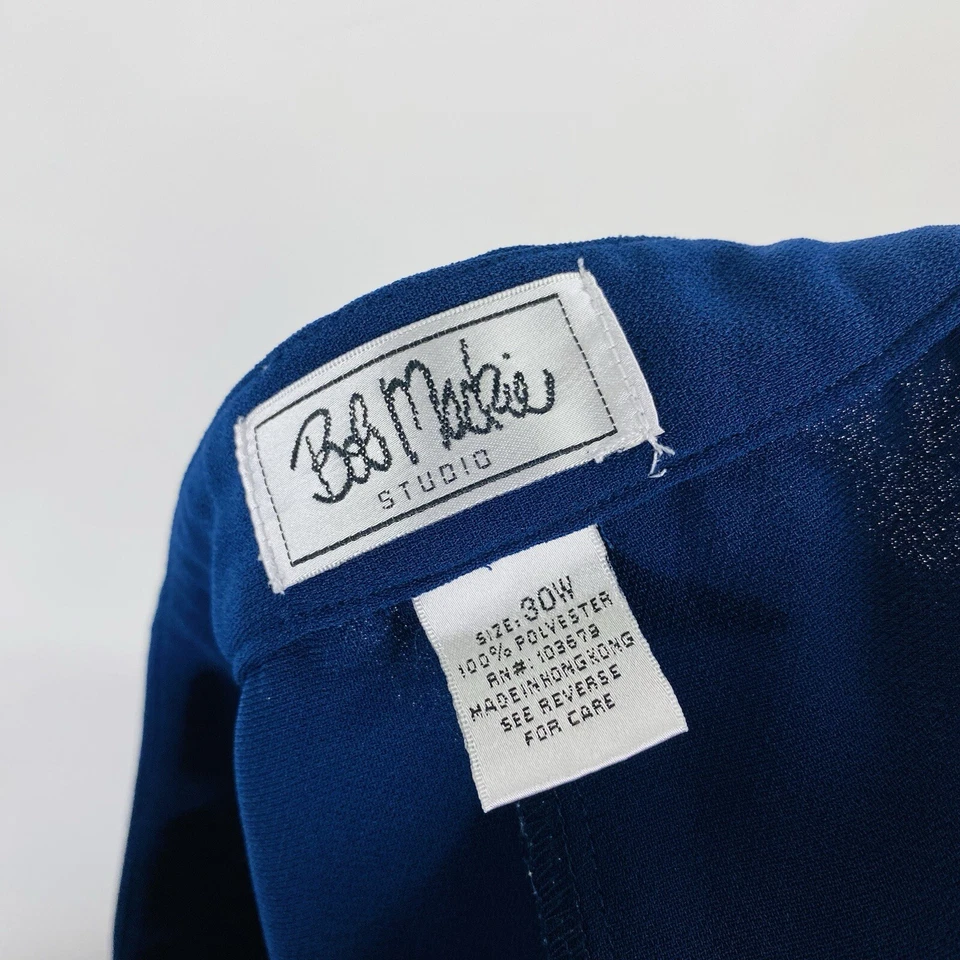 Bob Mackie
STUDIO
SIZE: 30W
100% POLYESTER
RN#: 103679
MADE IN HONG KONG
SEE REVERSE
FOR CARE